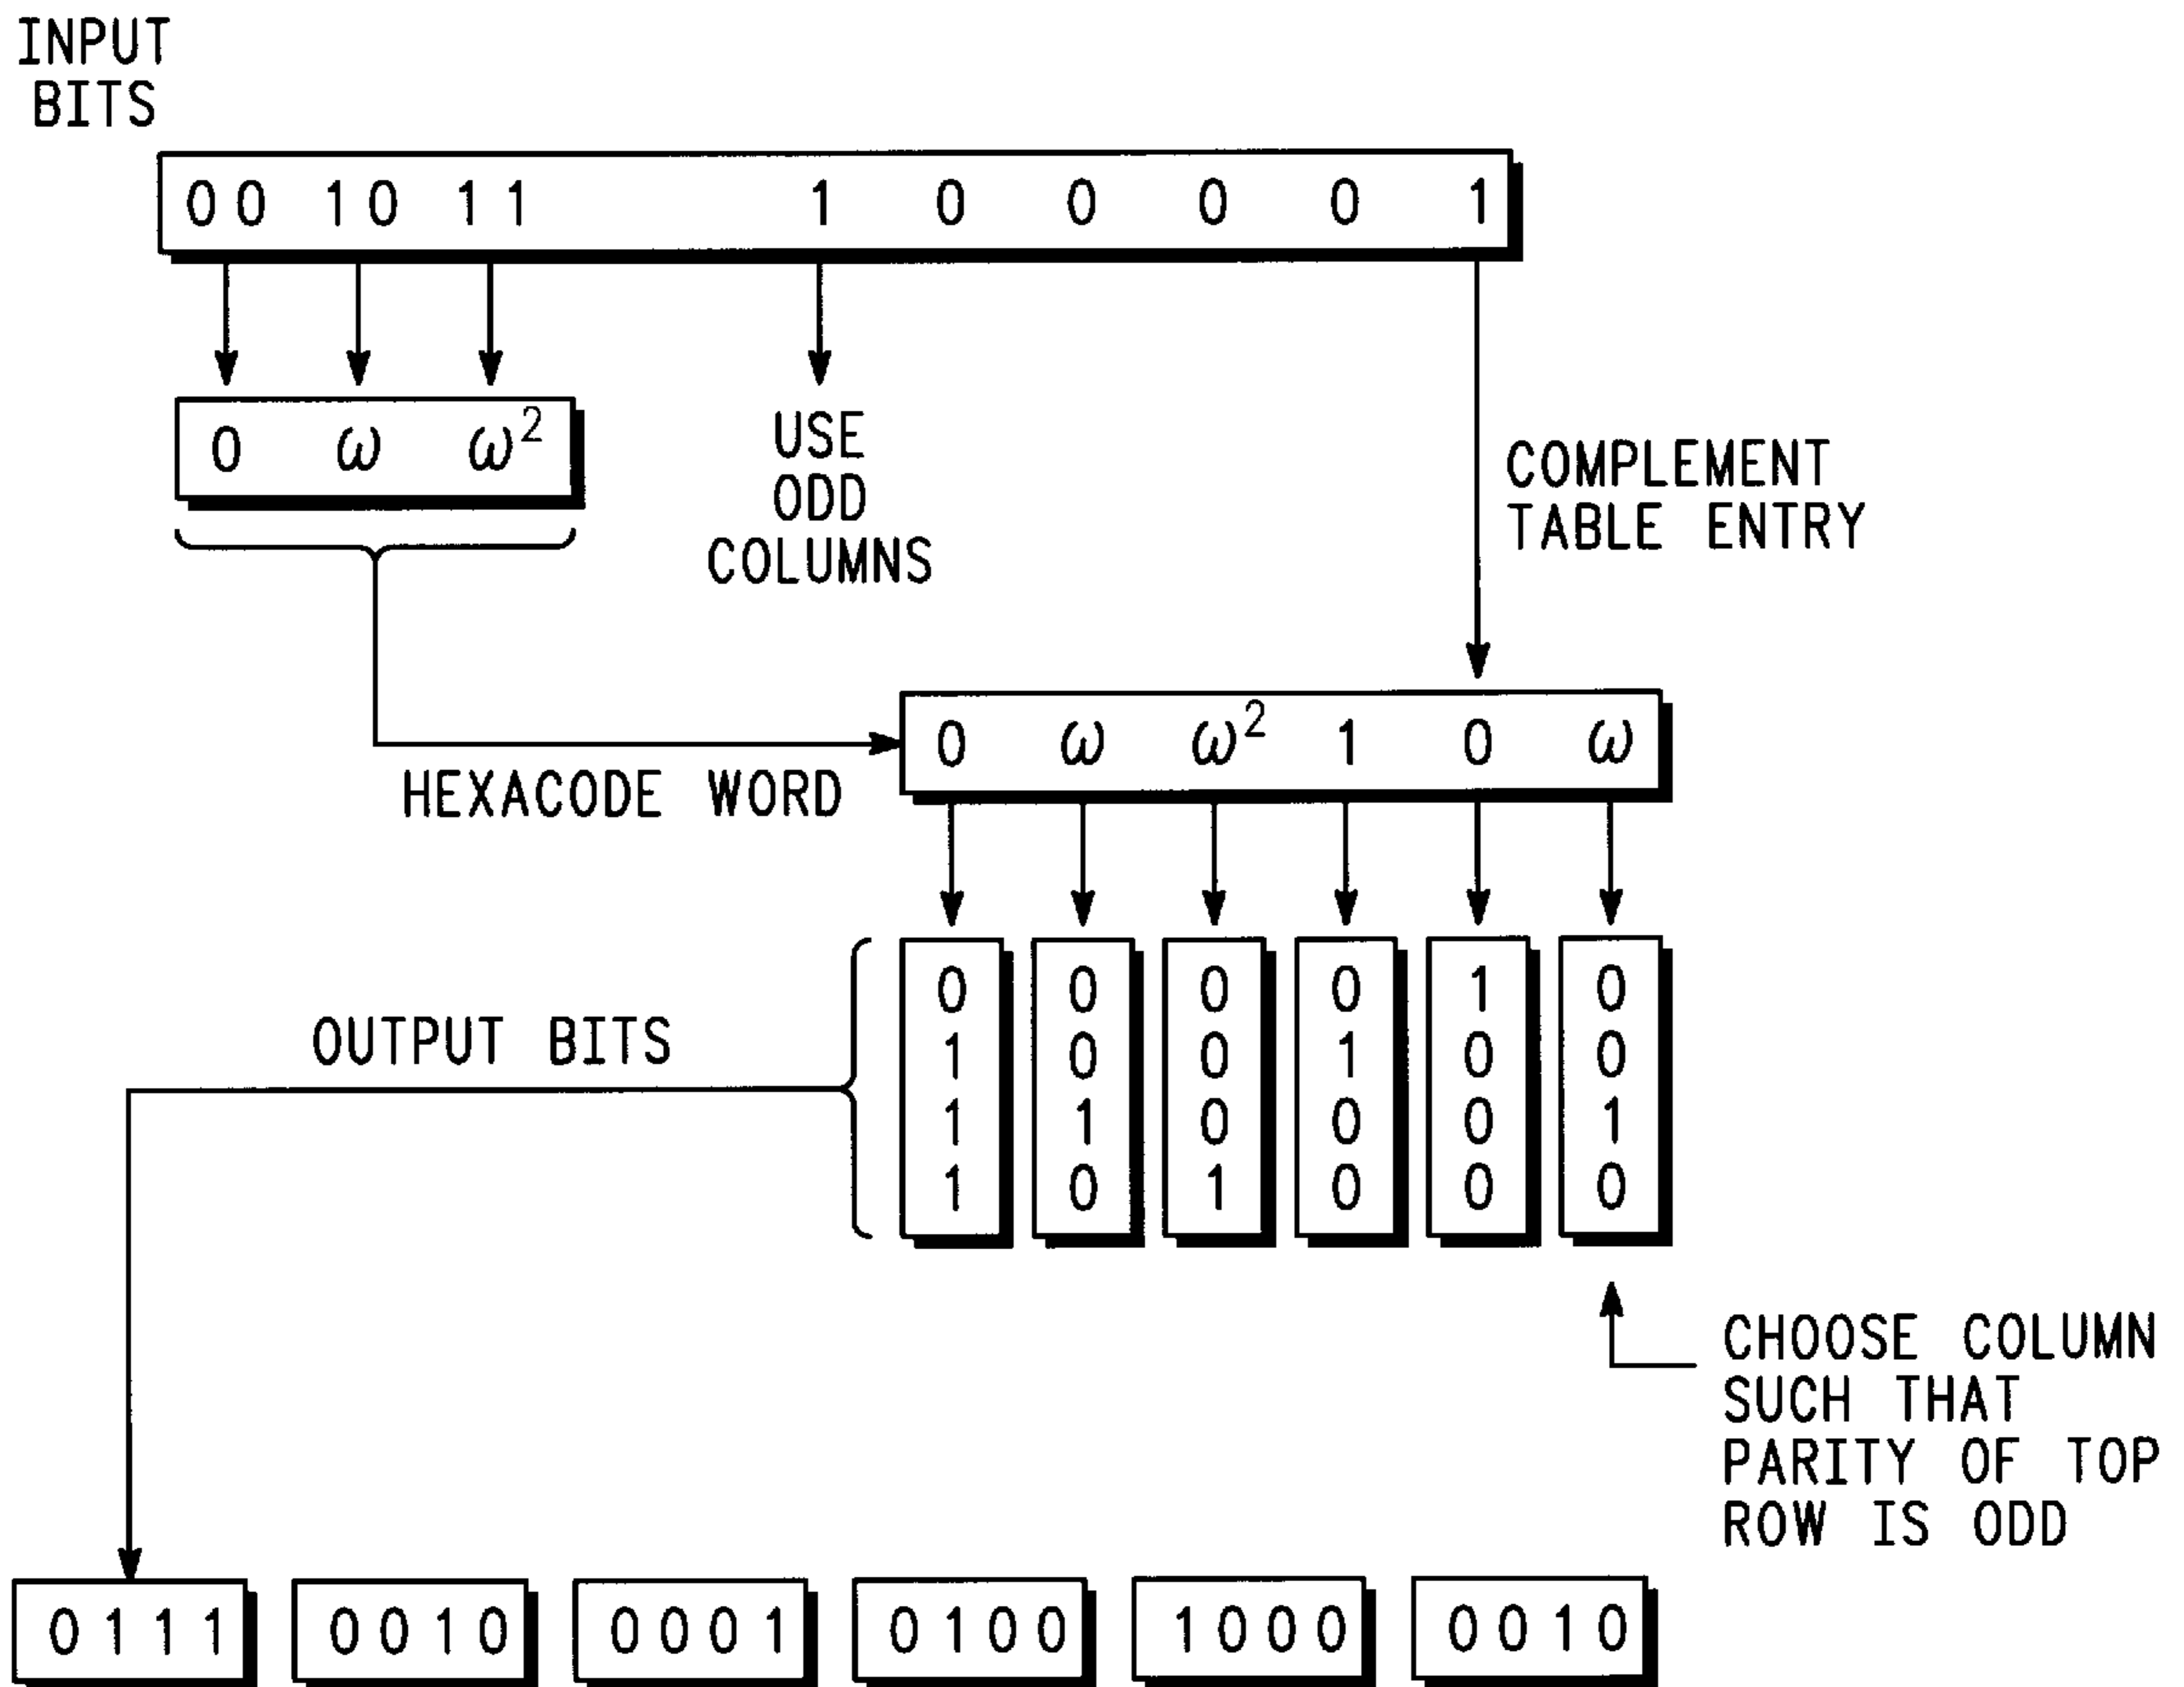 INPUT
BITS
00 10 11 1 0 0 0 0 1
0 ω ω²
USE
ODD
COLUMNS
COMPLEMENT
TABLE ENTRY
0 ω ω² 1 0 ω
HEXACODE WORD
0 0 0 0 1 0
1 0 0 1 0 0
1 1 0 0 0 1
1 0 1 0 0 0
OUTPUT BITS
CHOOSE COLUMN
SUCH THAT
PARITY OF TOP
ROW IS ODD
0111 0010 0001 0100 1000 0010